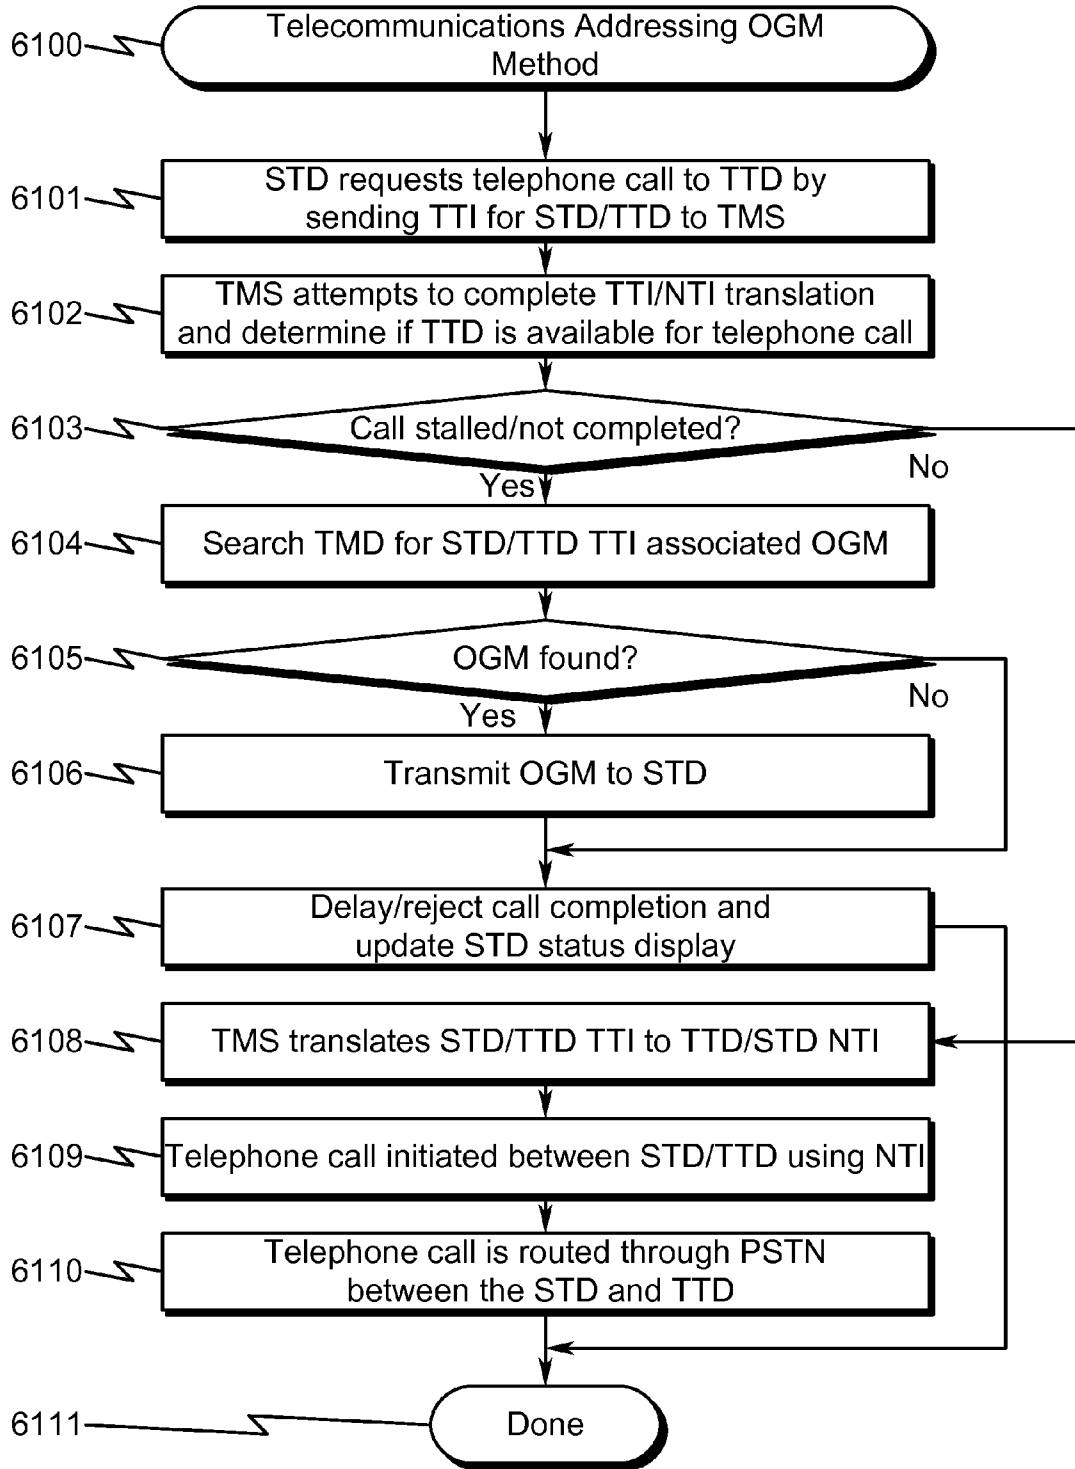 6100
Telecommunications Addressing OGM
Method
6101
STD requests telephone call to TTD by
sending TTI for STD/TTD to TMS
6102
TMS attempts to complete TTI/NTI translation
and determine if TTD is available for telephone call
6103
Call stalled/not completed?
No
Yes
6104
Search TMD for STD/TTD TTI associated OGM
6105
OGM found?
No
Yes
6106
Transmit OGM to STD
6107
Delay/reject call completion and
update STD status display
6108
TMS translates STD/TTD TTI to TTD/STD NTI
6109
Telephone call initiated between STD/TTD using NTI
6110
Telephone call is routed through PSTN
between the STD and TTD
6111
Done